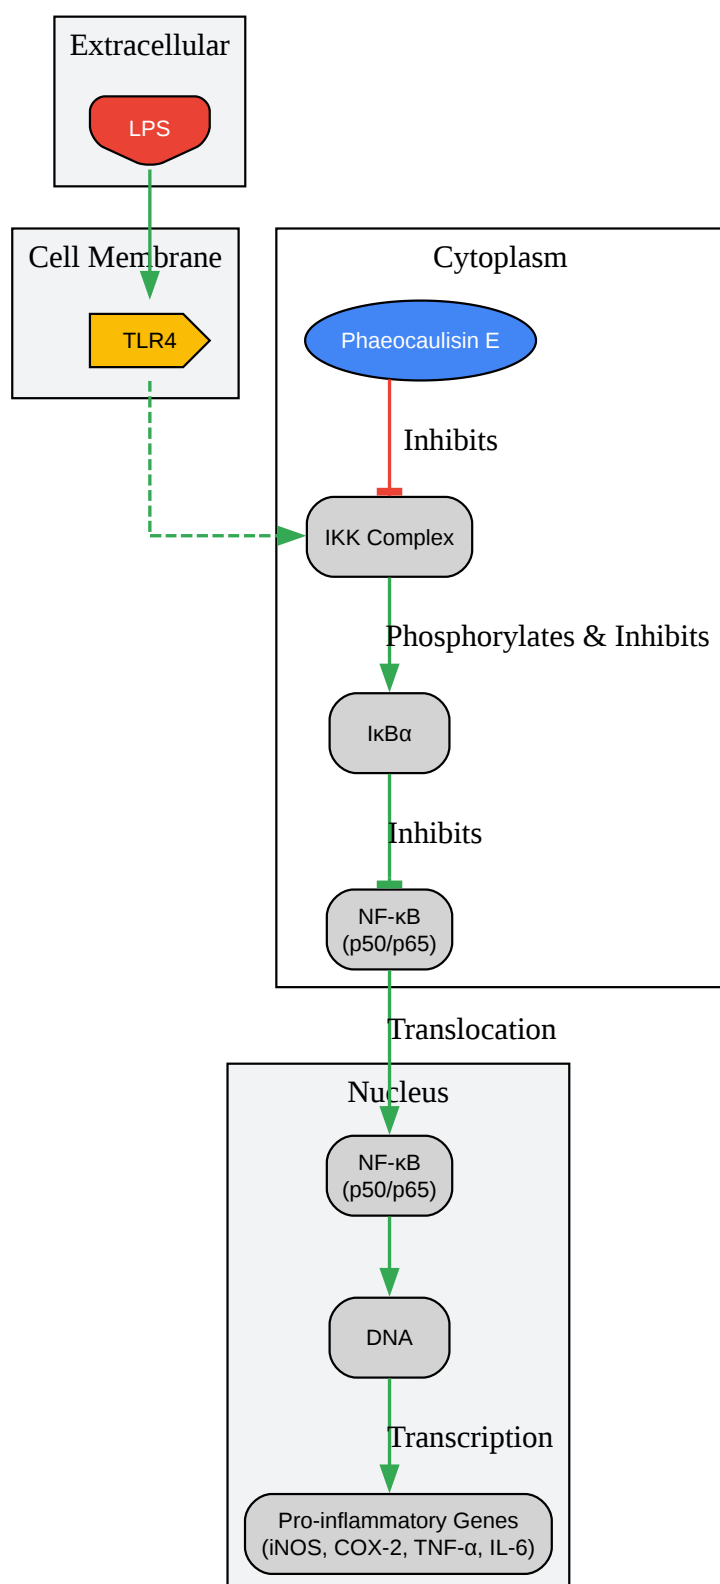 Extracellular
LPS
Cell Membrane
TLR4
Cytoplasm
Phaeocaulisin E
Inhibits
IKK Complex
Phosphorylates & Inhibits
IκBα
Inhibits
NF-κB
(p50/p65)
Translocation
Nucleus
NF-κB
(p50/p65)
DNA
Transcription
Pro-inflammatory Genes
(iNOS, COX-2, TNF-α, IL-6)